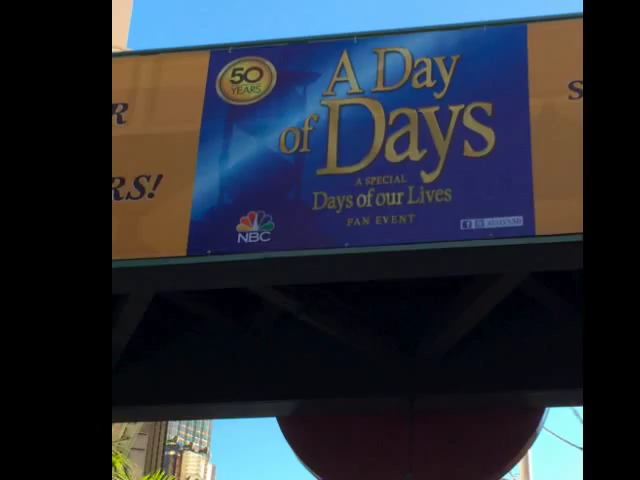 50
YEARS
A Day
of Days
A SPECIAL
Days of our Lives
FAN EVENT
NBC
R
RS!
S